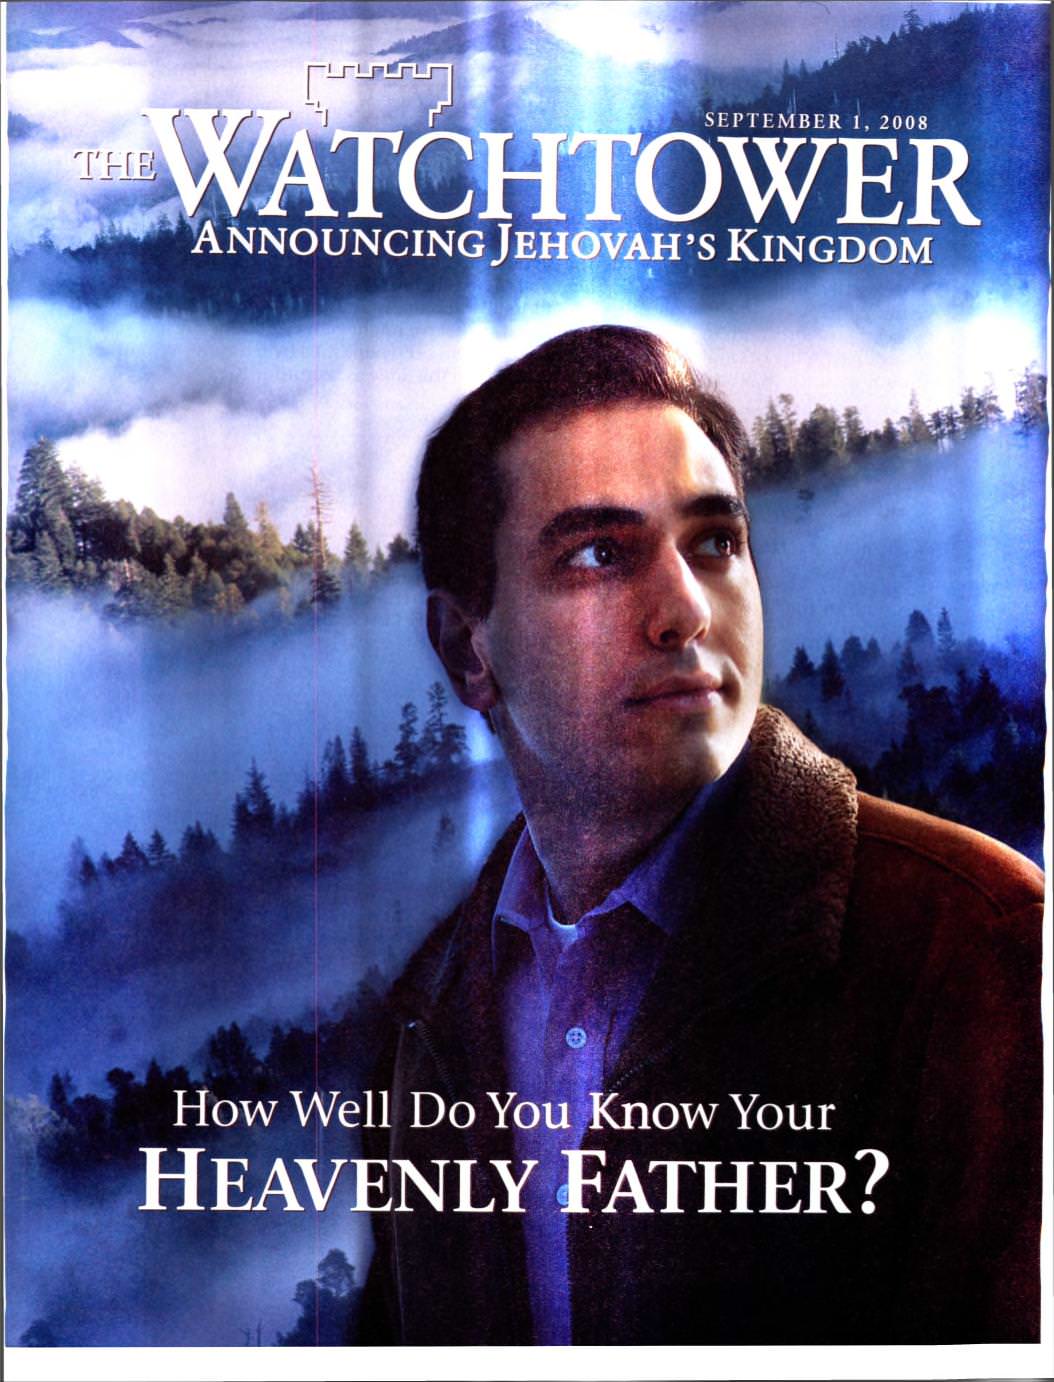 SEPTEMBER 1, 2008
THE WATCHTOWER
ANNOUNCING JEHOVAH'S KINGDOM
How Well Do You Know Your
HEAVENLY FATHER?